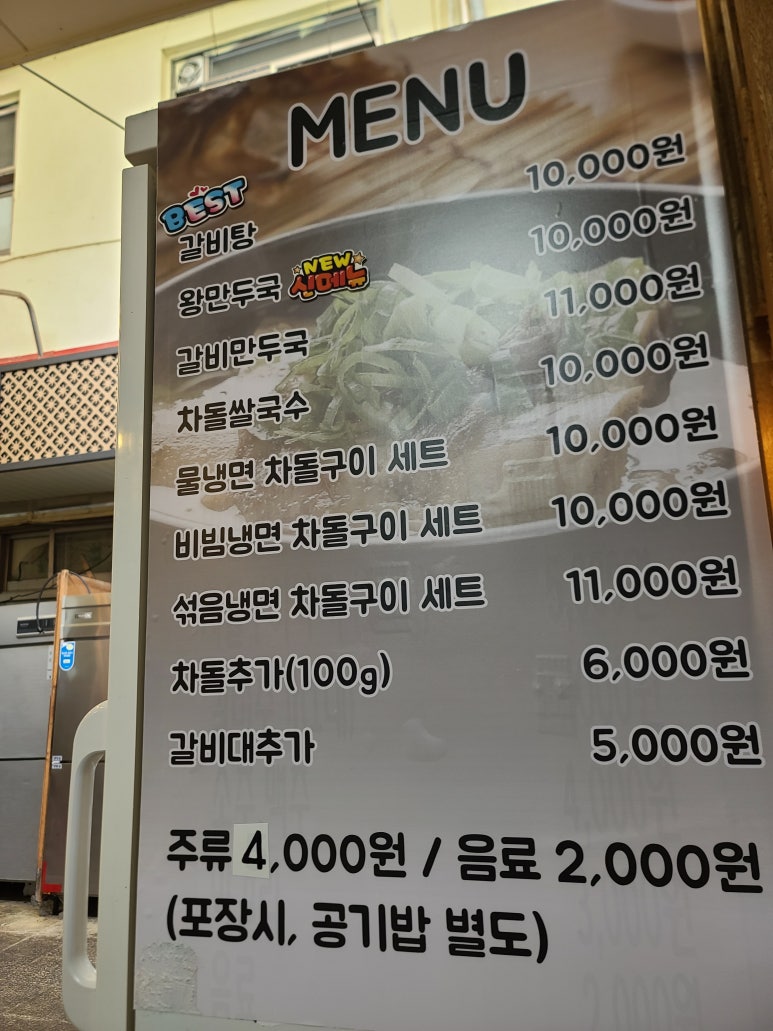 MENU
BEST
갈비탕 10,000원
왕만두국 NEW 신메뉴 10,000원
갈비만두국 11,000원
차돌쌀국수 10,000원
물냉면 차돌구이 세트 10,000원
비빔냉면 차돌구이 세트 10,000원
섞음냉면 차돌구이 세트 11,000원
차돌추가(100g) 6,000원
갈비대추가 5,000원
주류 4,000원 / 음료 2,000원
(포장시, 공기밥 별도)